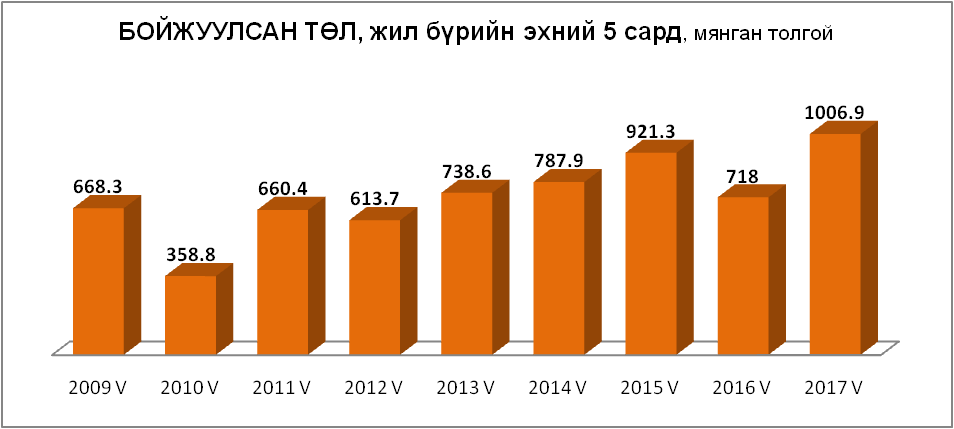 БОЙЖУУЛСАН ТӨЛ, жил бүрийн эхний 5 сард, мянган толгой
668.3
358.8
660.4
613.7
738.6
787.9
921.3
718
1006.9
2009 V
2010 V
2011 V
2012 V
2013 V
2014 V
2015 V
2016 V
2017 V